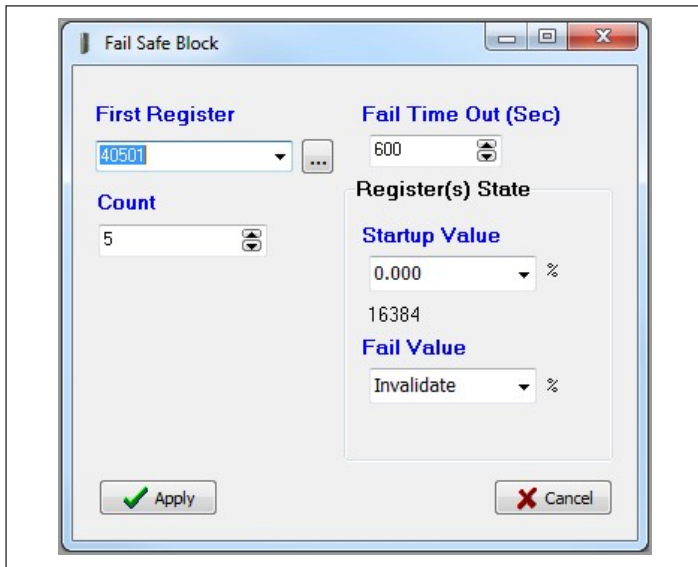 Fail Safe Block
First Register
40501
...
Count
5
Fail Time Out (Sec)
600
Register(s) State
Startup Value
0.000 %
16384
Fail Value
Invalidate %
Apply
Cancel